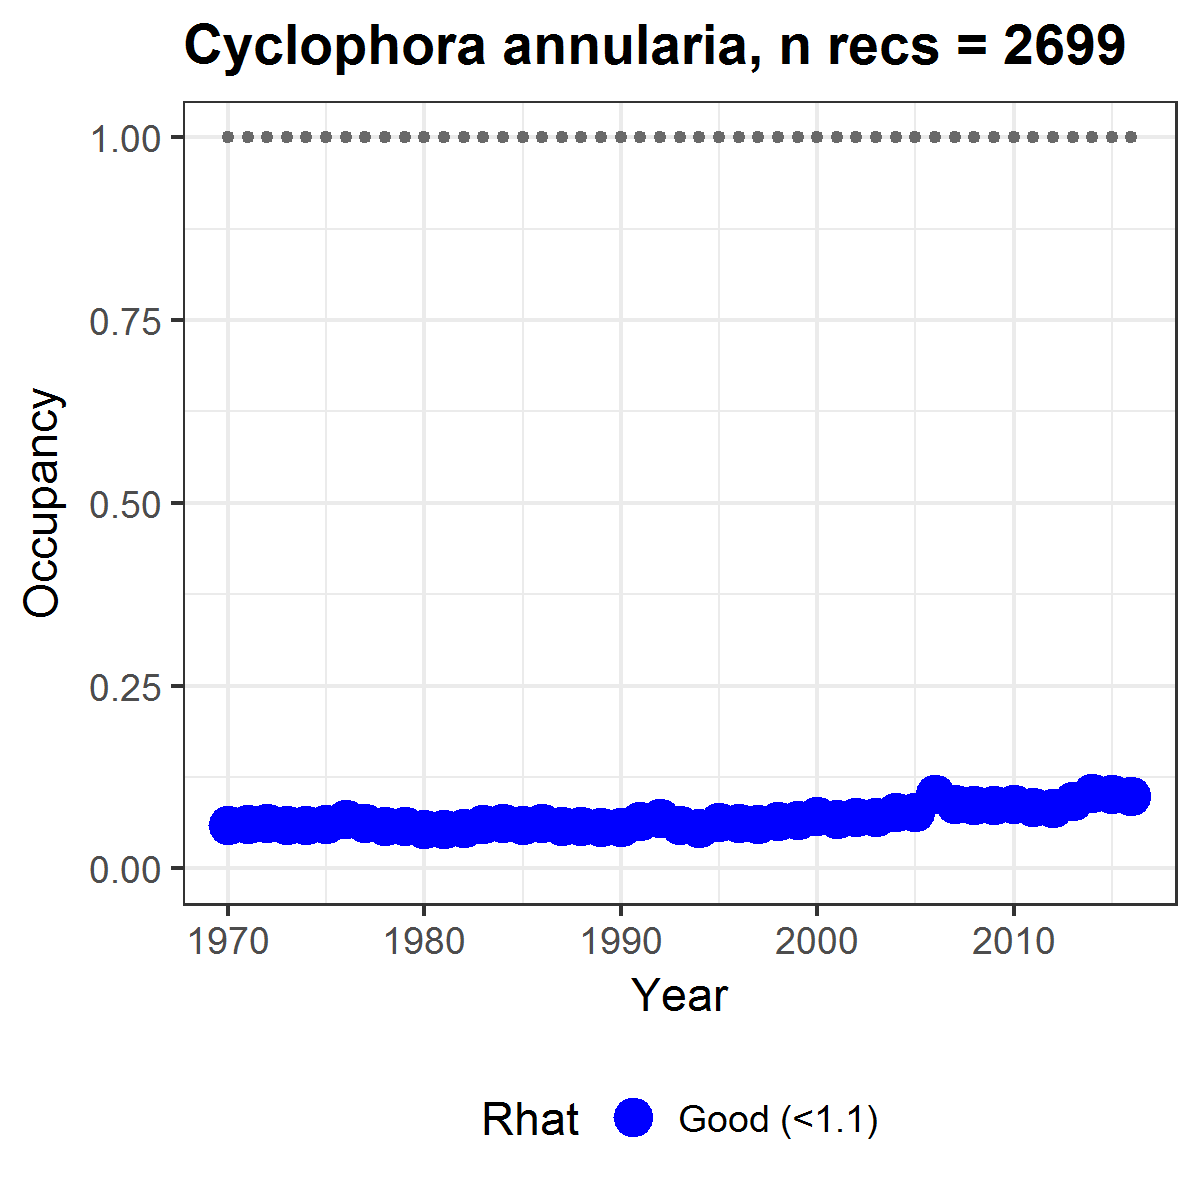 Cyclophora annularia, n recs = 2699
1.00
0.75
0.50
0.25
0.00
Occupancy
1970 1980 1990 2000 2010
Year
Rhat Good (<1.1)